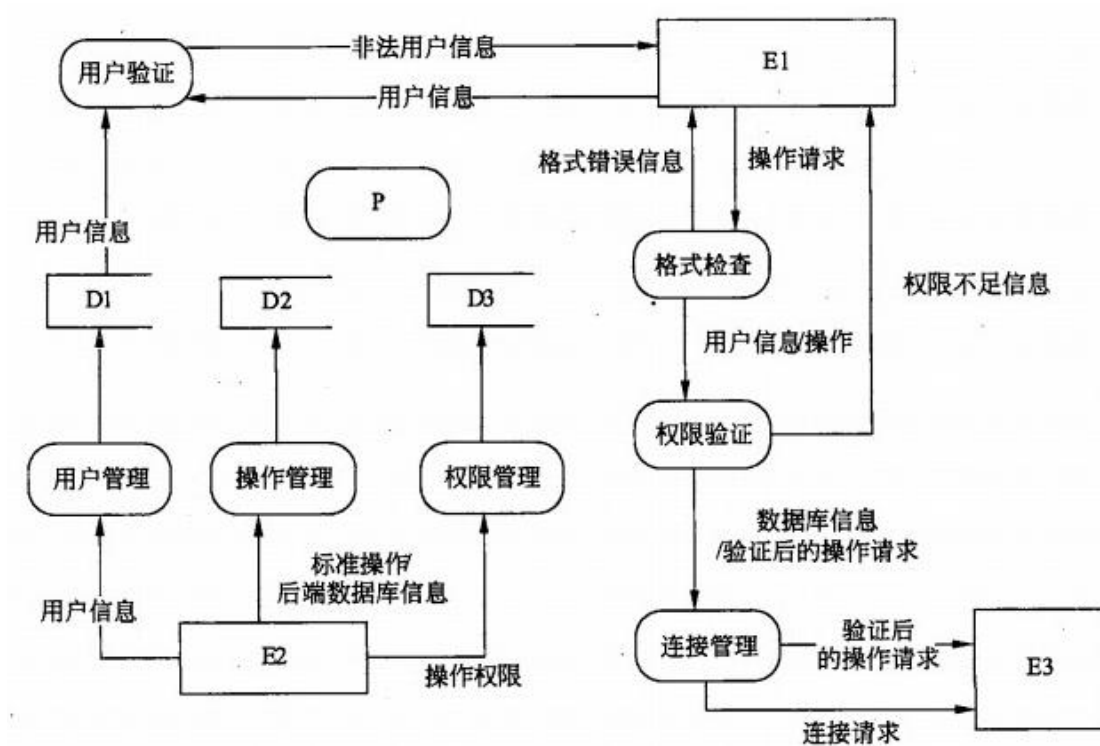 非法用户信息
用户验证
E1
用户信息
格式错误信息
操作请求
P
用户信息
格式检查
D1
D2
D3
权限不足信息
用户信息/操作
权限验证
用户管理
操作管理
权限管理
数据库信息
/验证后的操作请求
标准操作/
后端数据库信息
用户信息
E2
操作权限
连接管理
验证后
的操作请求
E3
连接请求